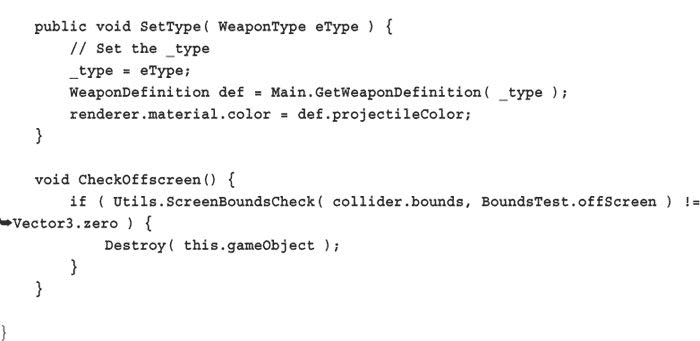 public void SetType( WeaponType eType ) {
// Set the _type
_type = eType;
WeaponDefinition def = Main.GetWeaponDefinition( _type );
renderer.material.color = def.projectileColor;
}
void CheckOffscreen() {
if ( Utils.ScreenBoundsCheck( collider.bounds, BoundsTest.offScreen ) !=
➥Vector3.zero ) {
Destroy( this.gameObject );
}
}
}